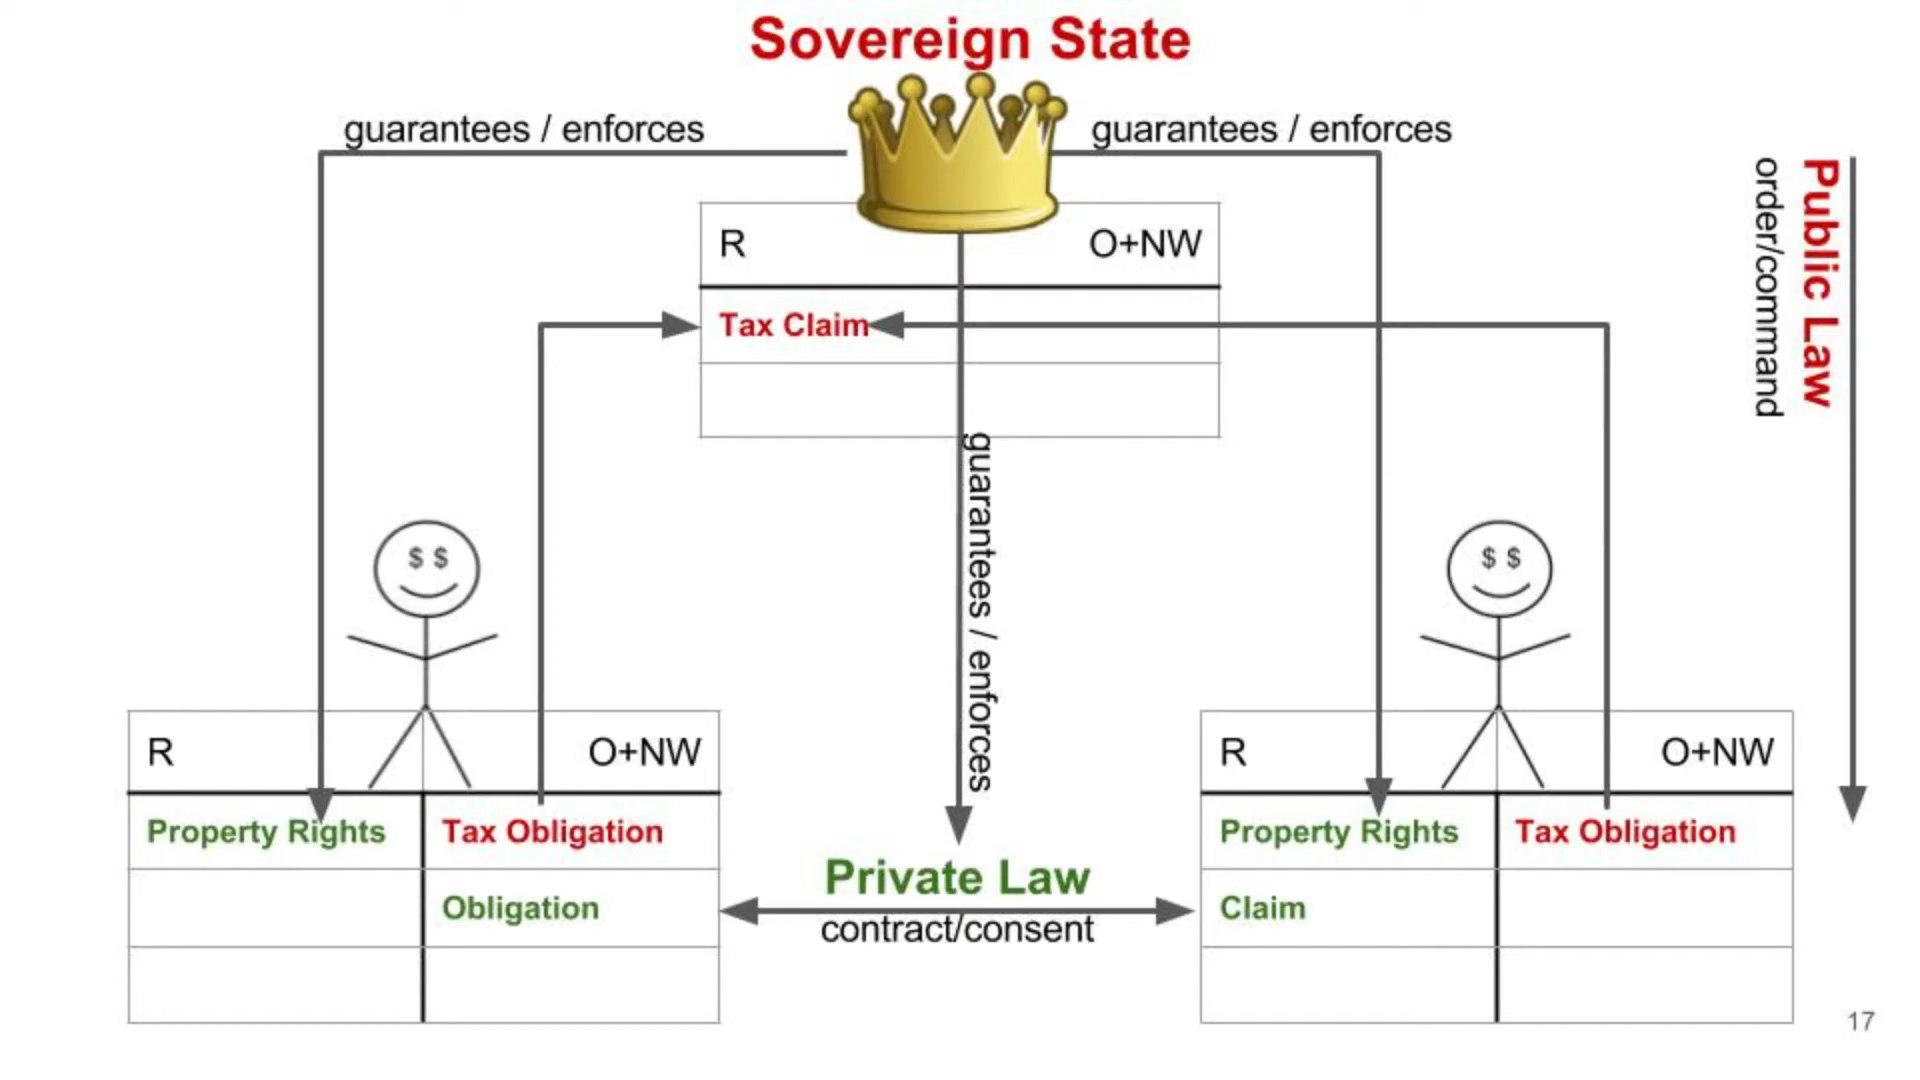 Sovereign State
guarantees / enforces
guarantees / enforces
Public Law
order/command
R
O+NW
Tax Claim
guarantees / enforces
$ $
$ $
R
O+NW
Property Rights
Tax Obligation
Obligation
Private Law
contract/consent
R
O+NW
Property Rights
Tax Obligation
Claim
17